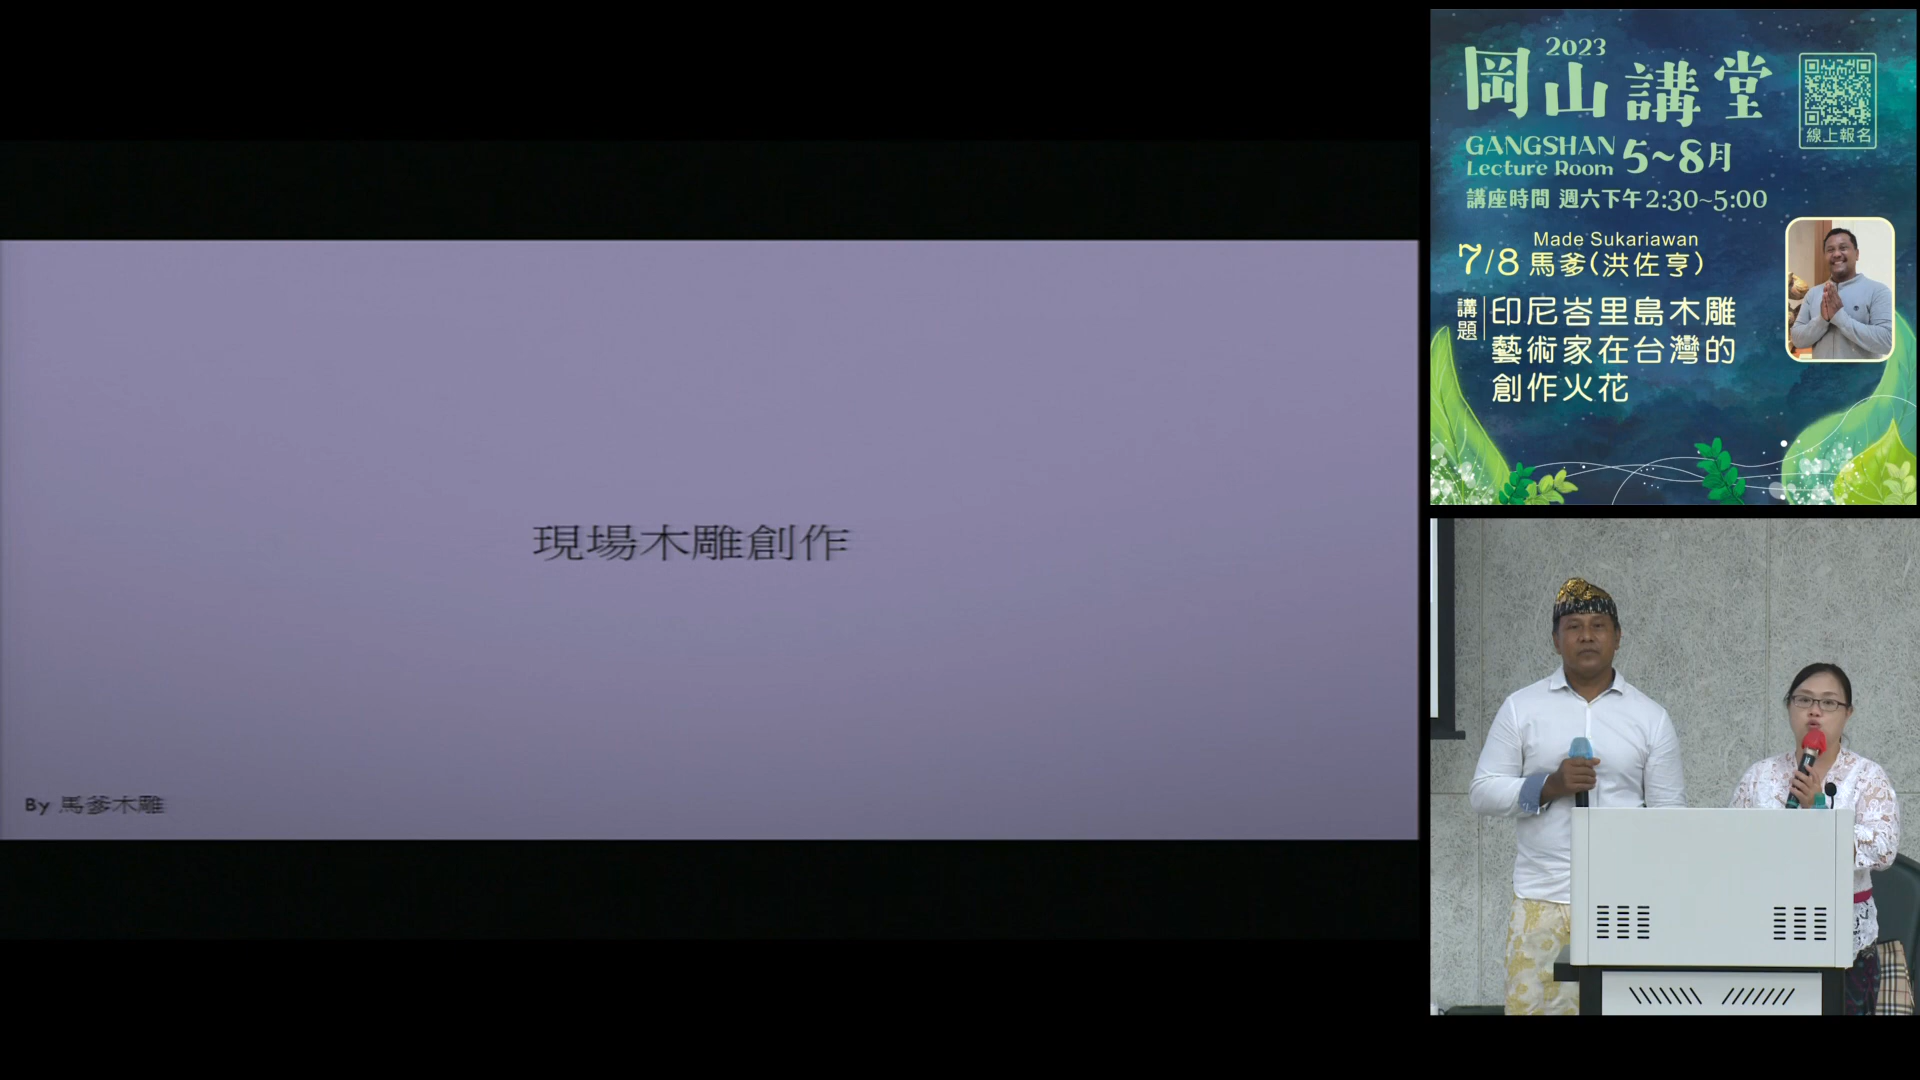 現場木雕創作
By 馬爹木雕
2023
岡山講堂
線上報名
GANGSHAN
Lecture Room
5~8月
講座時間 週六下午2:30~5:00
Made Sukariawan
7/8 馬爹(洪佐亨)
講題
印尼峇里島木雕
藝術家在台灣的
創作火花